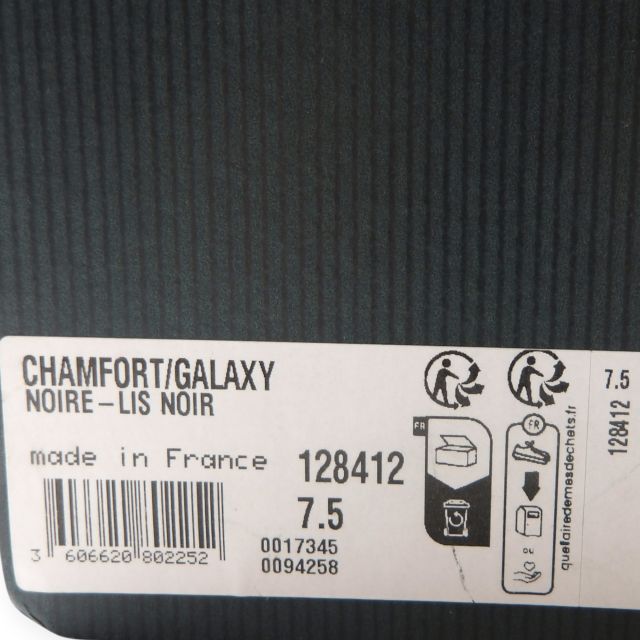 CHAMFORT/GALAXY
NOIRE-LIS NOIR
made in France
128412
7.5
3 606620 802252
0017345
0094258
FR
FR
quefairedemesdechets.fr
7.5
128412